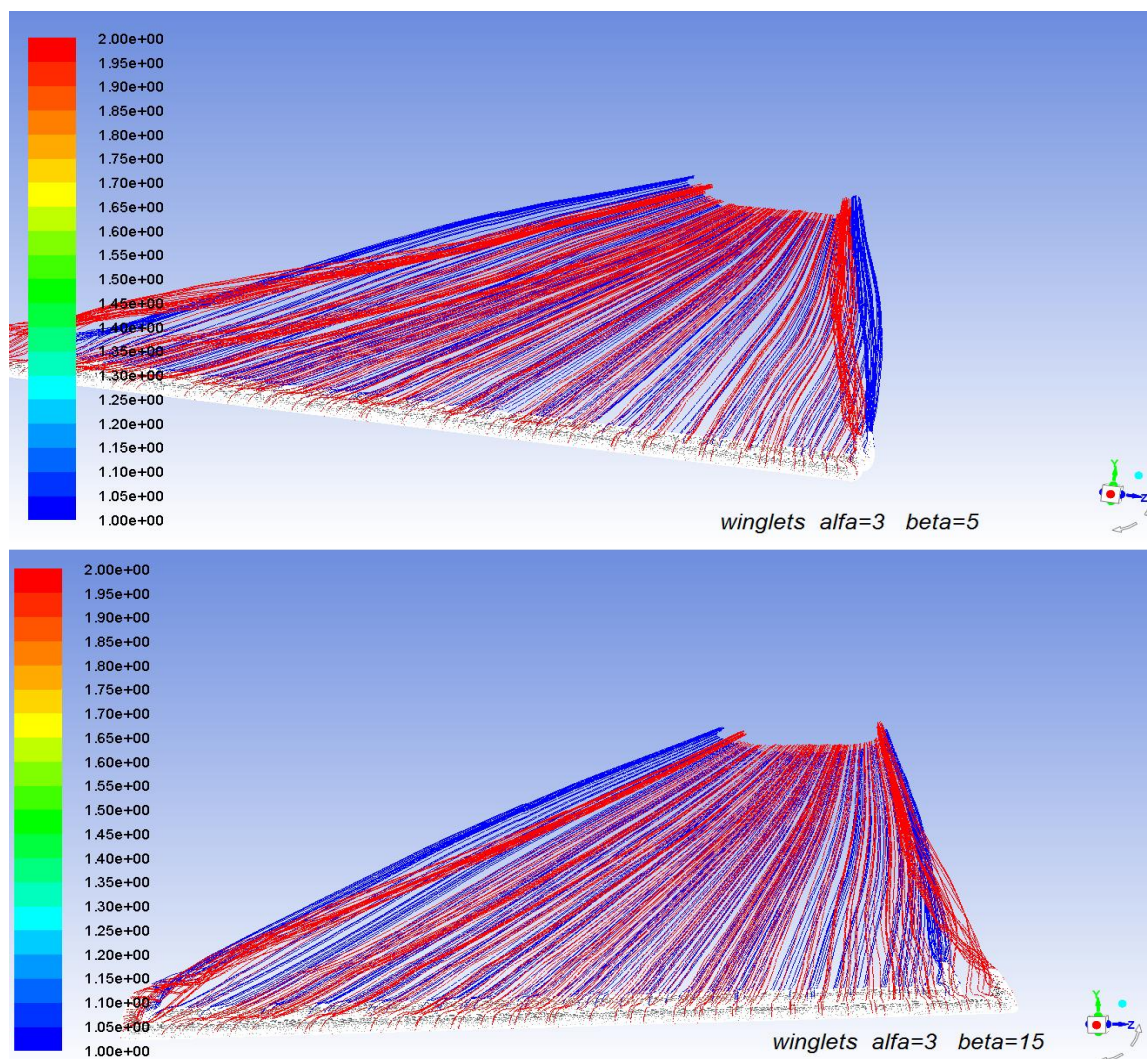 2.00e+00
1.95e+00
1.90e+00
1.85e+00
1.80e+00
1.75e+00
1.70e+00
1.65e+00
1.60e+00
1.55e+00
1.50e+00
1.45e+00
1.40e+00
1.35e+00
1.30e+00
1.25e+00
1.20e+00
1.15e+00
1.10e+00
1.05e+00
1.00e+00
Y
Z
winglets alfa=3 beta=5
2.00e+00
1.95e+00
1.90e+00
1.85e+00
1.80e+00
1.75e+00
1.70e+00
1.65e+00
1.60e+00
1.55e+00
1.50e+00
1.45e+00
1.40e+00
1.35e+00
1.30e+00
1.25e+00
1.20e+00
1.15e+00
1.10e+00
1.05e+00
1.00e+00
Y
Z
winglets alfa=3 beta=15